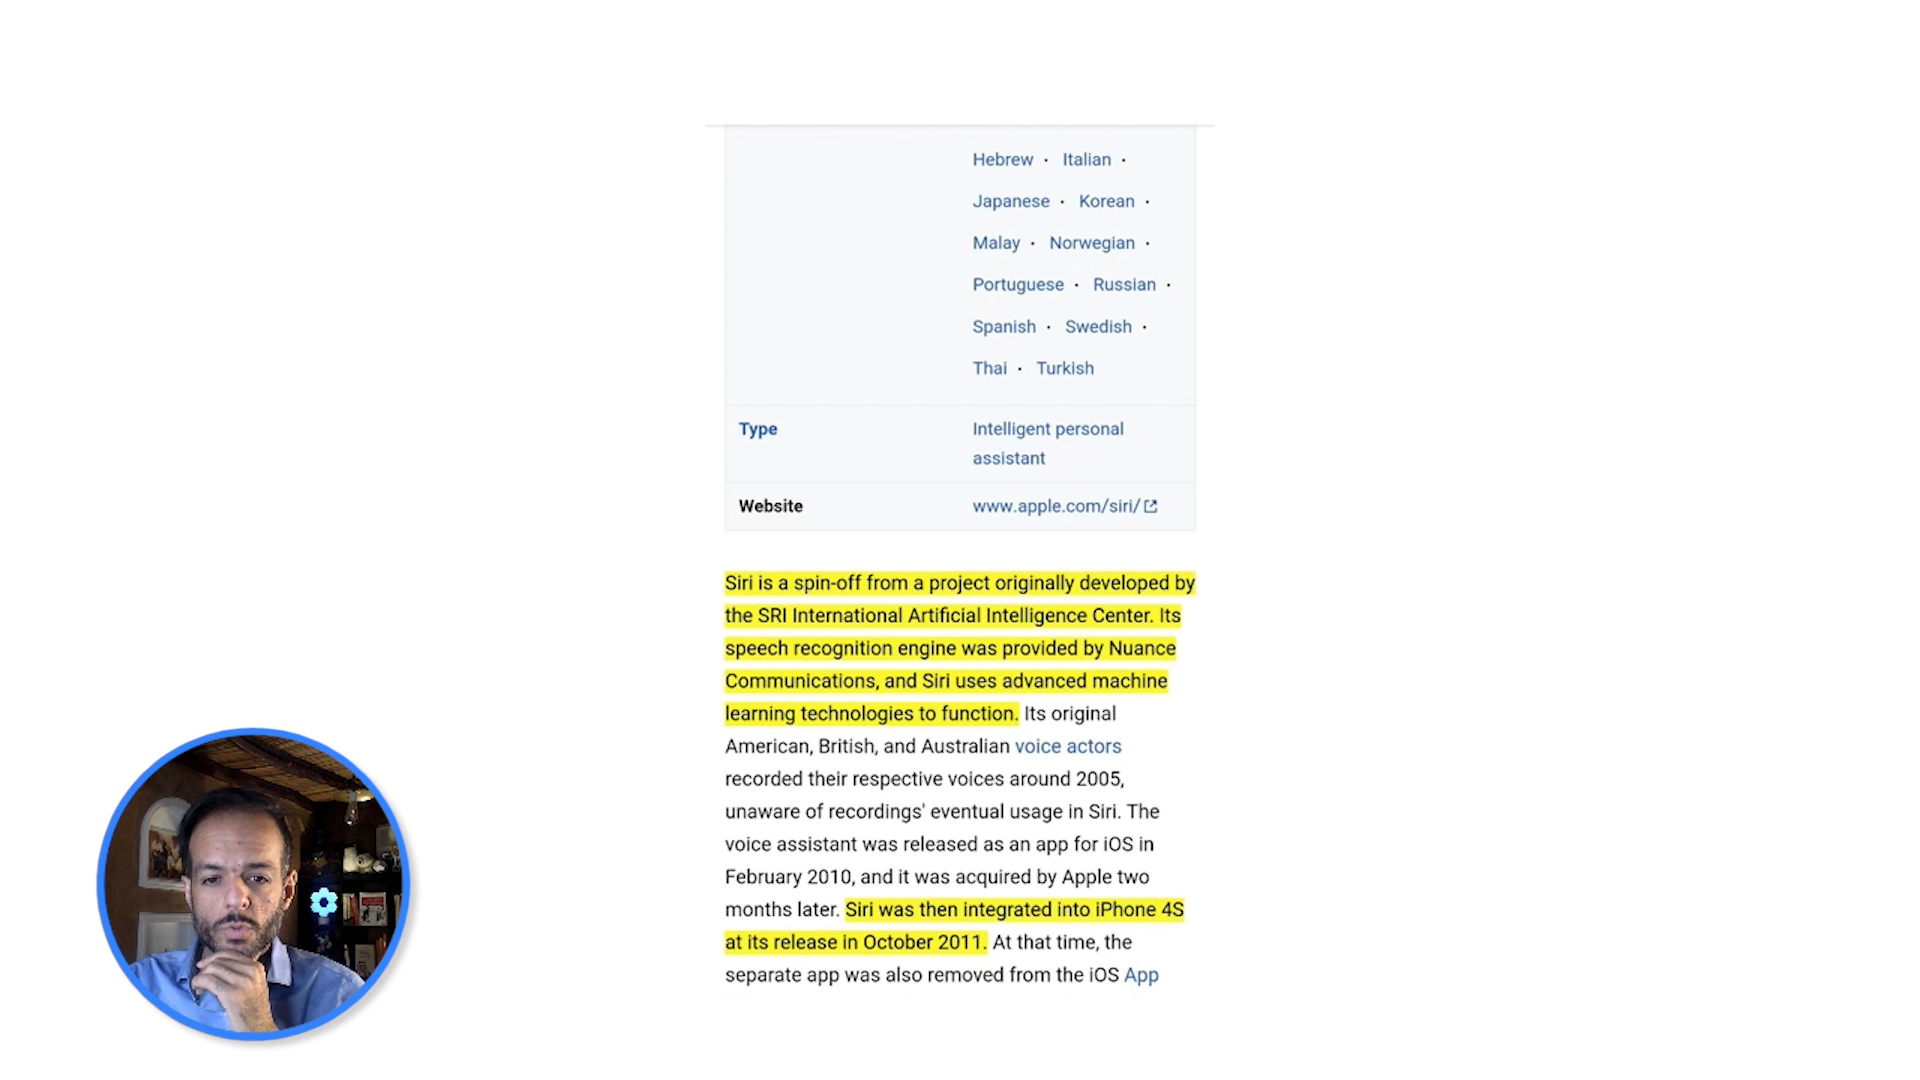 Hebrew · Italian ·
Japanese · Korean ·
Malay · Norwegian ·
Portuguese · Russian ·
Spanish · Swedish ·
Thai · Turkish
Type Intelligent personal
assistant
Website www.apple.com/siri/
Siri is a spin-off from a project originally developed by
the SRI International Artificial Intelligence Center. Its
speech recognition engine was provided by Nuance
Communications, and Siri uses advanced machine
learning technologies to function. Its original
American, British, and Australian voice actors
recorded their respective voices around 2005,
unaware of recordings' eventual usage in Siri. The
voice assistant was released as an app for iOS in
February 2010, and it was acquired by Apple two
months later. Siri was then integrated into iPhone 4S
at its release in October 2011. At that time, the
separate app was also removed from the iOS App